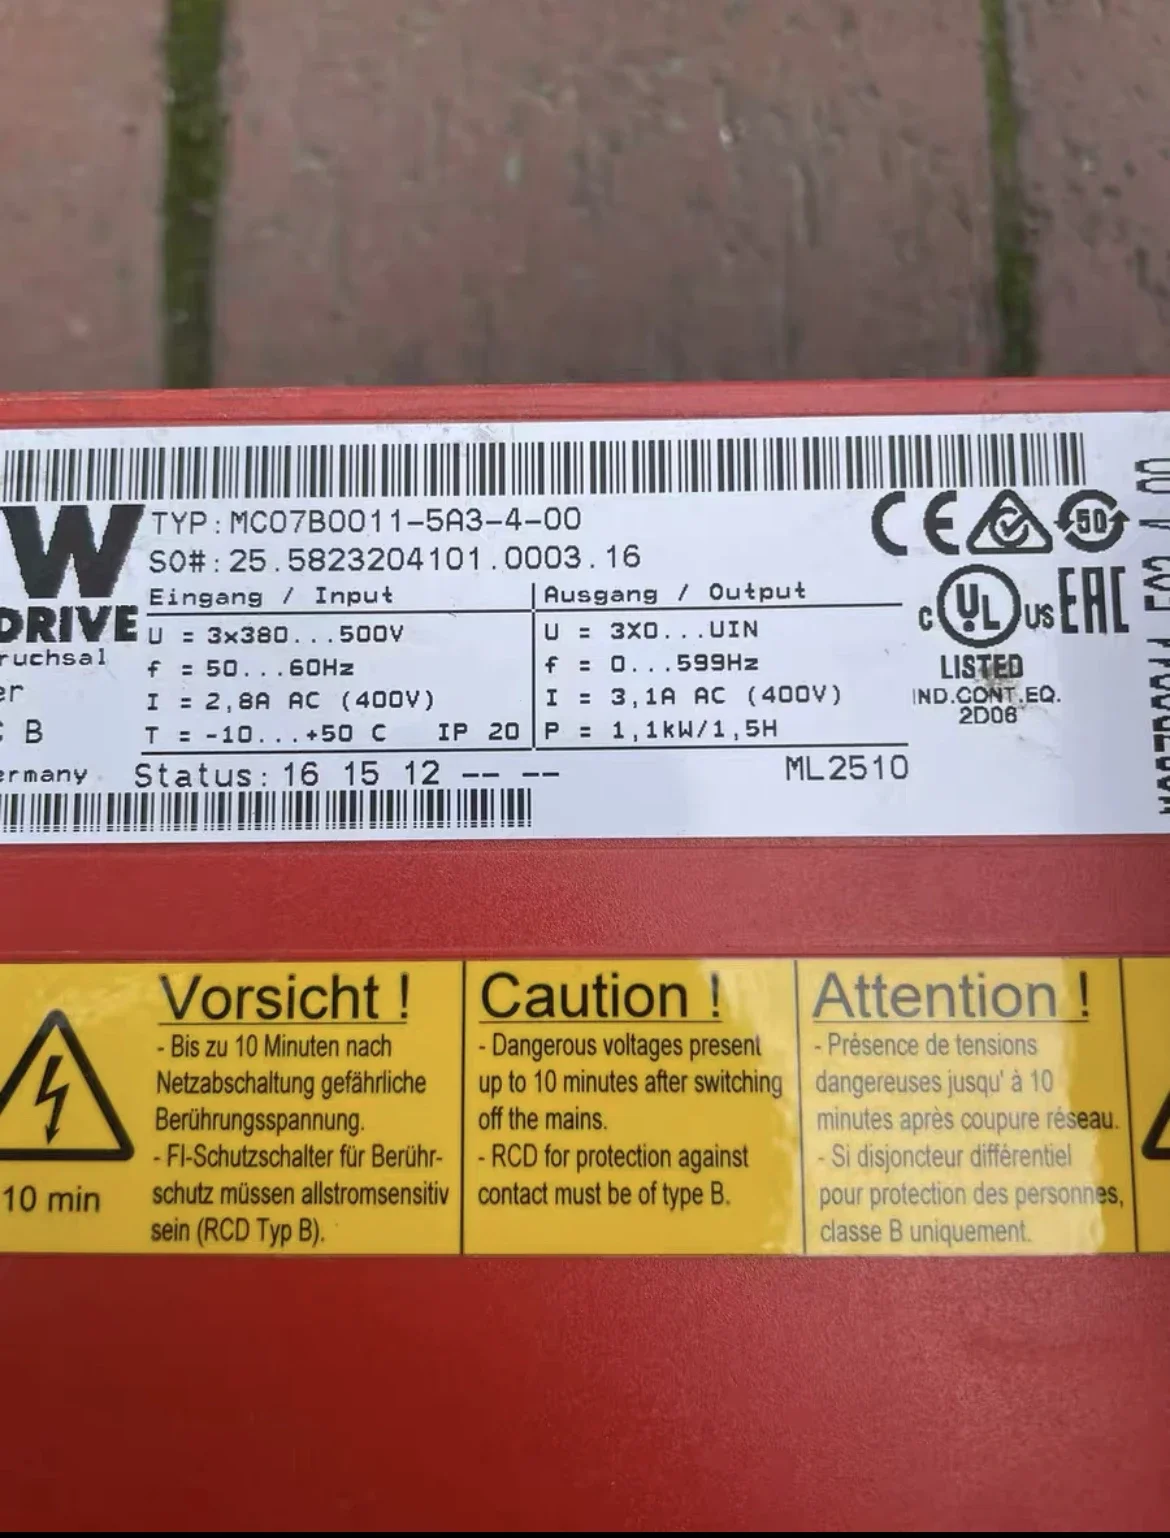 W
DRIVE
ruchsal
er
C B
ermany
TYP: MC07B0011-5A3-4-00
SO#: 25.5823204101.0003.16
Eingang / Input
U = 3x380...500V
f = 50...60Hz
I = 2,8A AC (400V)
T = -10...+50 C IP 20
Ausgang / Output
U = 3X0...UIN
f = 0...599Hz
I = 3,1A AC (400V)
P = 1,1kW/1,5H
Status: 16 15 12 -- --
ML2510
CE
50
C UL US
EAC
LISTED
IND.CONT.EQ.
2D06
10 min
Vorsicht !
- Bis zu 10 Minuten nach
Netzabschaltung gefährliche
Berührungsspannung.
- FI-Schutzschalter für Berühr-
schutz müssen allstromsensitiv
sein (RCD Typ B).
Caution !
- Dangerous voltages present
up to 10 minutes after switching
off the mains.
- RCD for protection against
contact must be of type B.
Attention !
- Présence de tensions
dangereuses jusqu' à 10
minutes après coupure réseau.
- Si disjoncteur différentiel
pour protection des personnes,
classe B uniquement.